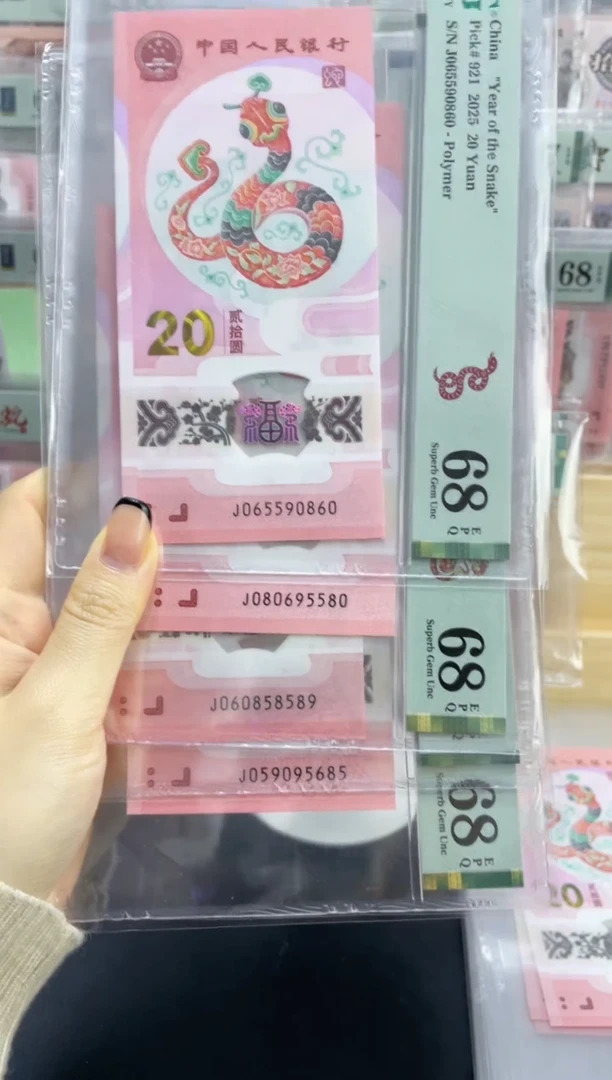 中国人民银行
20
贰拾圆
J065590860
China "Year of the Snake"
Pick# 921 2025 20 Yuan
S/N J065590860 - Polymer
68
EPQ
Superb Gem Unc
J080695580
68
EPQ
Superb Gem Unc
J060858589
J059095685
68
EPQ
Superb Gem Unc
68